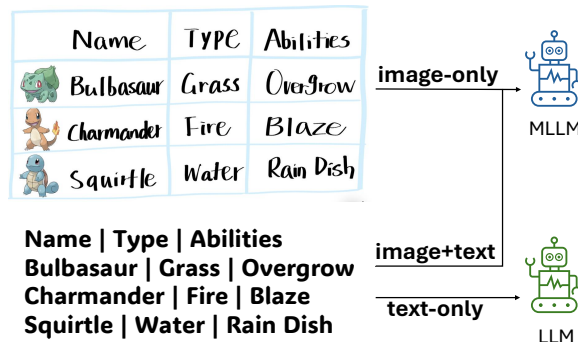 Name Type Abilities
Bulbasaur Grass Overgrow
Charmander Fire Blaze
Squirtle Water Rain Dish
image-only
MLLM
Name | Type | Abilities
Bulbasaur | Grass | Overgrow
Charmander | Fire | Blaze
Squirtle | Water | Rain Dish
image+text
text-only
LLM